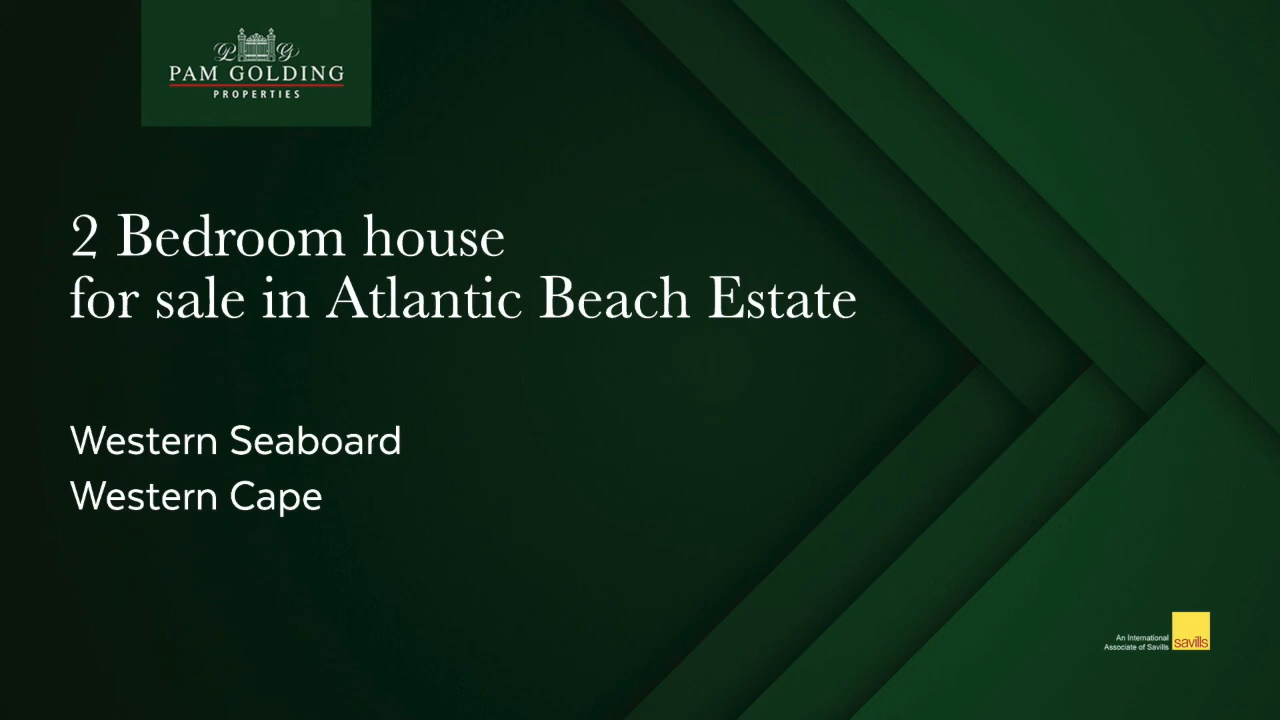 P G
PAM GOLDING
PROPERTIES
2 Bedroom house
for sale in Atlantic Beach Estate
Western Seaboard
Western Cape
An International
Associate of Savills
savills